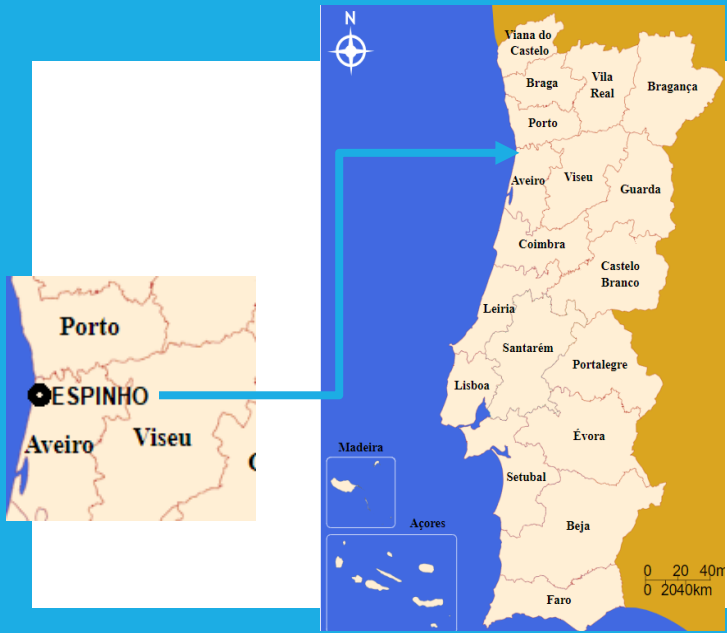 N
Viana do
Castelo
Braga
Vila
Real
Bragança
Porto
Aveiro
Viseu
Guarda
Coimbra
Castelo
Branco
Leiria
Santarém
Portalegre
Lisboa
Évora
Setubal
Beja
Faro
Madeira
Açores
0 20 40m
0 2040km
Porto
ESPINHO
Aveiro
Viseu